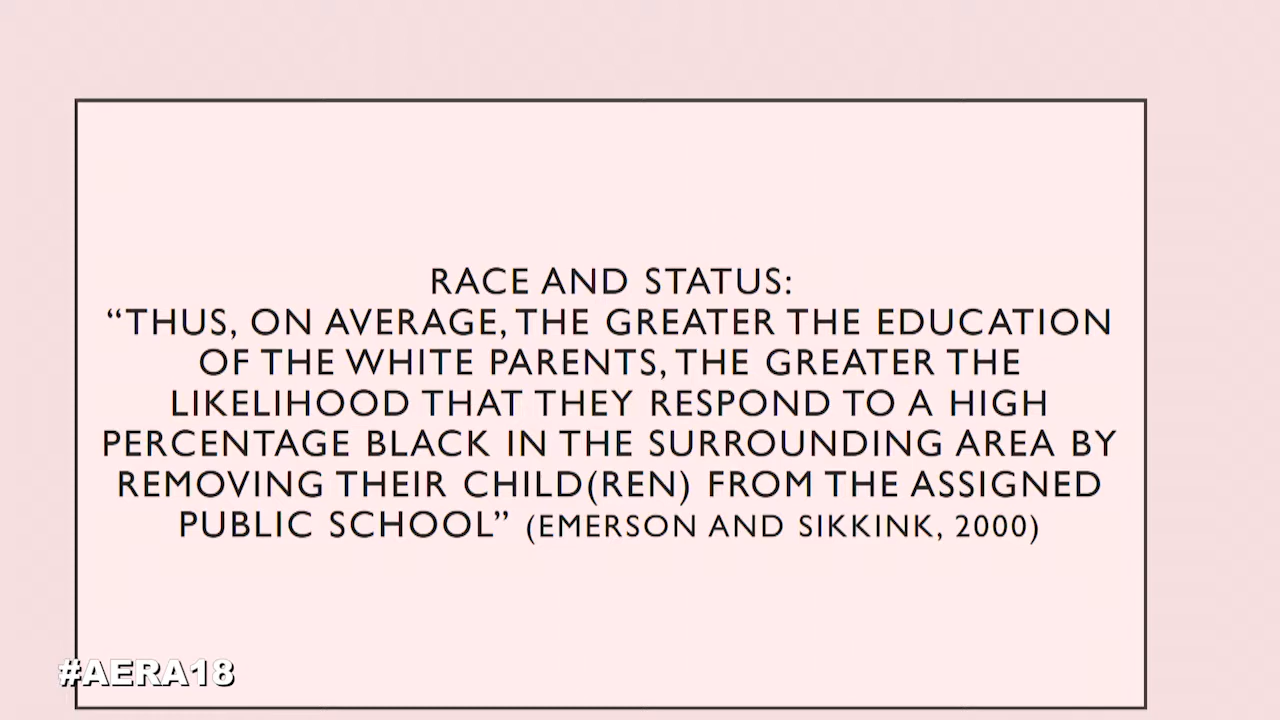 RACE AND STATUS:
“THUS, ON AVERAGE, THE GREATER THE EDUCATION
OF THE WHITE PARENTS, THE GREATER THE
LIKELIHOOD THAT THEY RESPOND TO A HIGH
PERCENTAGE BLACK IN THE SURROUNDING AREA BY
REMOVING THEIR CHILD(REN) FROM THE ASSIGNED
PUBLIC SCHOOL” (EMERSON AND SIKKINK, 2000)
#AERA18